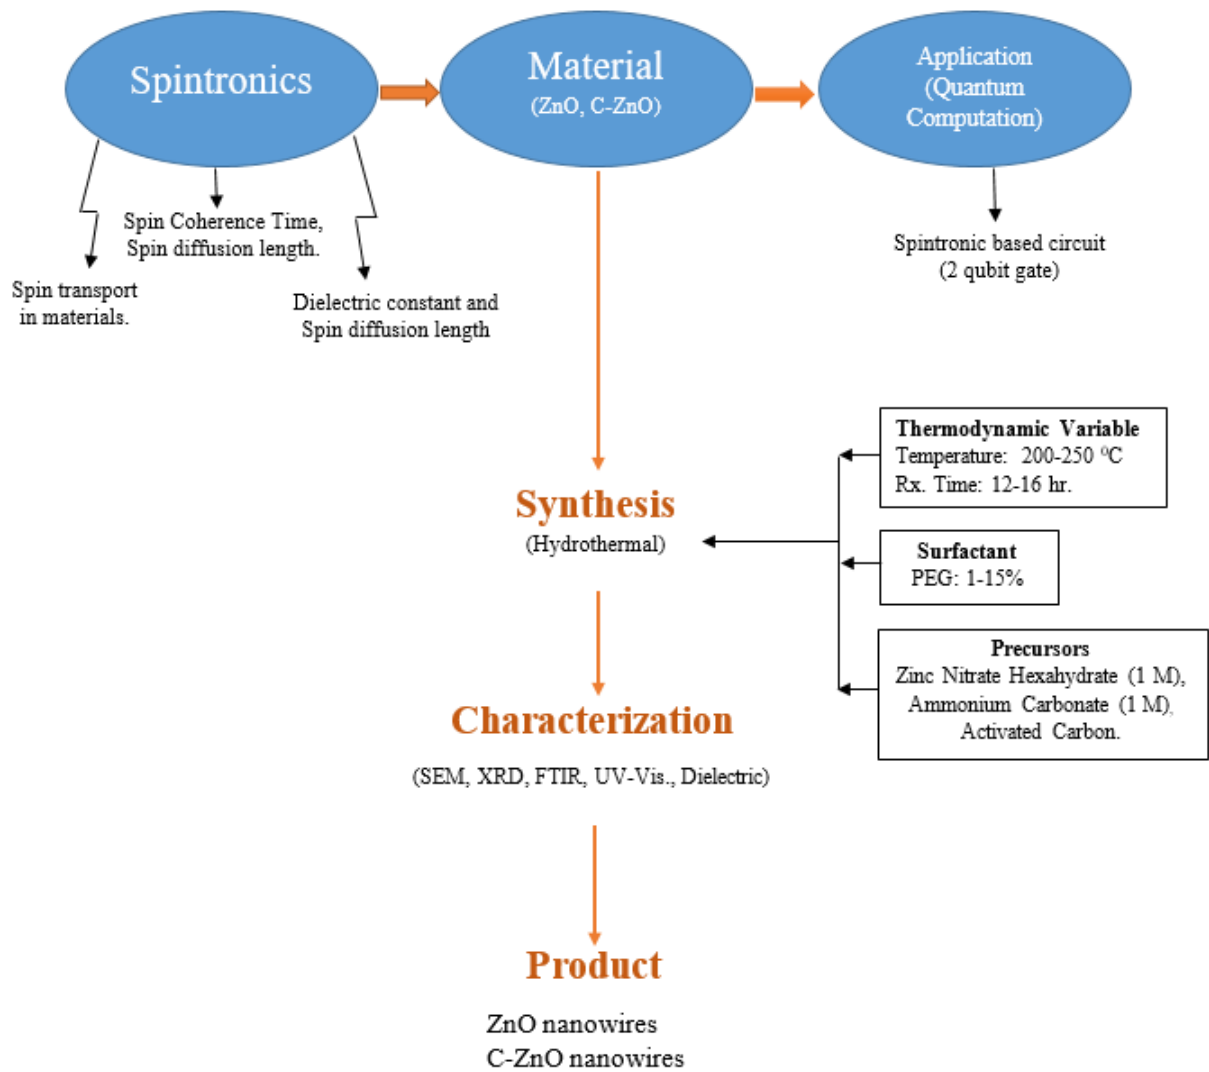 Spintronics
Material
(ZnO, C-ZnO)
Application
(Quantum
Computation)
Spin Coherence Time,
Spin diffusion length.
Spin transport
in materials.
Dielectric constant and
Spin diffusion length
Spintronic based circuit
(2 qubit gate)
Thermodynamic Variable
Temperature: 200-250 ⁰C
Rx. Time: 12-16 hr.
Synthesis
(Hydrothermal)
Surfactant
PEG: 1-15%
Precursors
Zinc Nitrate Hexahydrate (1 M),
Ammonium Carbonate (1 M),
Activated Carbon.
Characterization
(SEM, XRD, FTIR, UV-Vis., Dielectric)
Product
ZnO nanowires
C-ZnO nanowires